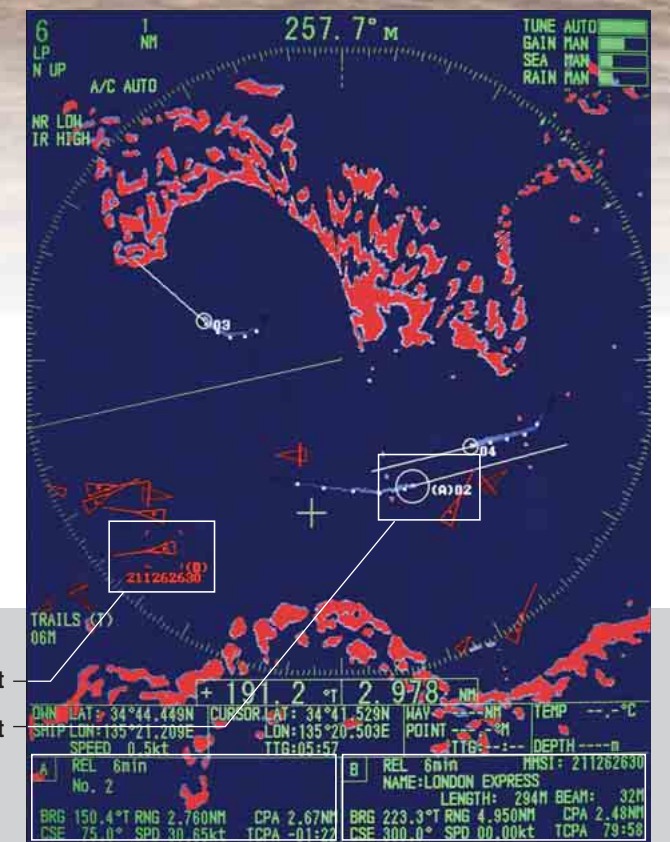 6
LP
N UP
1
NM
A/C AUTO
257.7°M
TUNE AUTO
GAIN MAN
SEA MAN
RAIN MAN
NR LOW
IR HIGH
03
04
(A)02
(B)
211262630
TRAILS (T)
06M
t
t
+ 191.2 °T 2.978 NM
OWN LAT: 34°44.449N CURSOR LAT: 34°41.529N WAY ----NM TEMP --.-°C
SHIP LON:135°21.209E LON:135°20.503E POINT °M
SPEED 0.5kt TTG:05:57 TTG:--:-- DEPTH ----m
A REL 6min
No. 2
BRG 150.4°T RNG 2.760NM CPA 2.67NM
CSE 75.0° SPD 30.65kt TCPA -01:22
B REL 6min MMSI: 211262630
NAME:LONDON EXPRESS
LENGTH: 294M BEAM: 32M
BRG 223.3°T RNG 4.950NM CPA 2.48NM
CSE 300.0° SPD 00.00kt TCPA 79:58